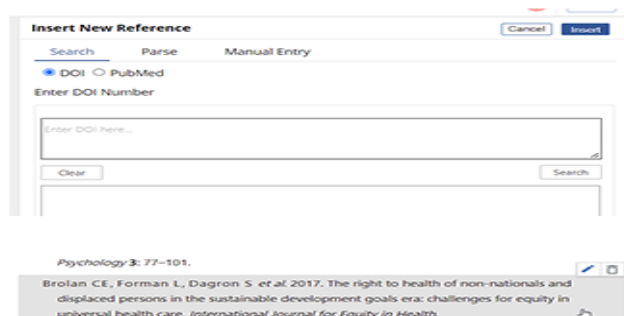 Insert New Reference
Cancel
Insert
Search
Parse
Manual Entry
DOI
PubMed
Enter DOI Number
Enter DOI here...
Clear
Search
Psychology 3: 77–101.
Brolan CE, Forman L, Dagron S et al. 2017. The right to health of non-nationals and
displaced persons in the sustainable development goals era: challenges for equity in
universal health care. International Journal for Equity in Health